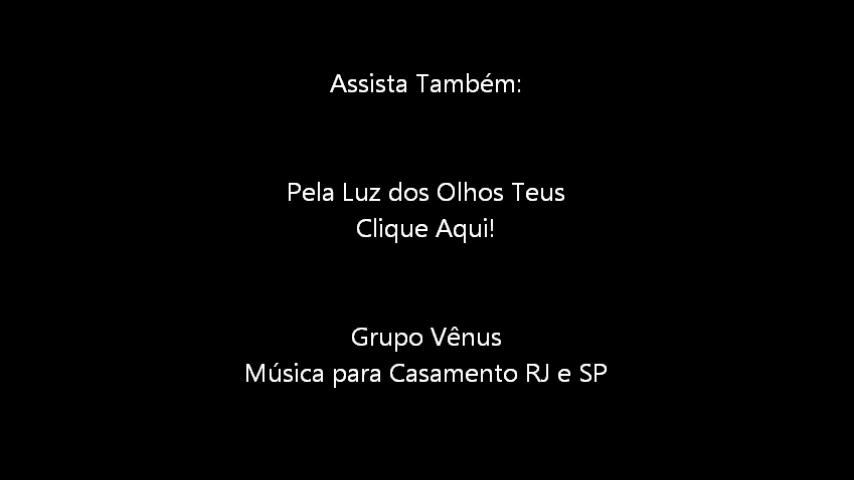 Assista Também:
Pela Luz dos Olhos Teus
Clique Aqui!
Grupo Vênus
Música para Casamento RJ e SP